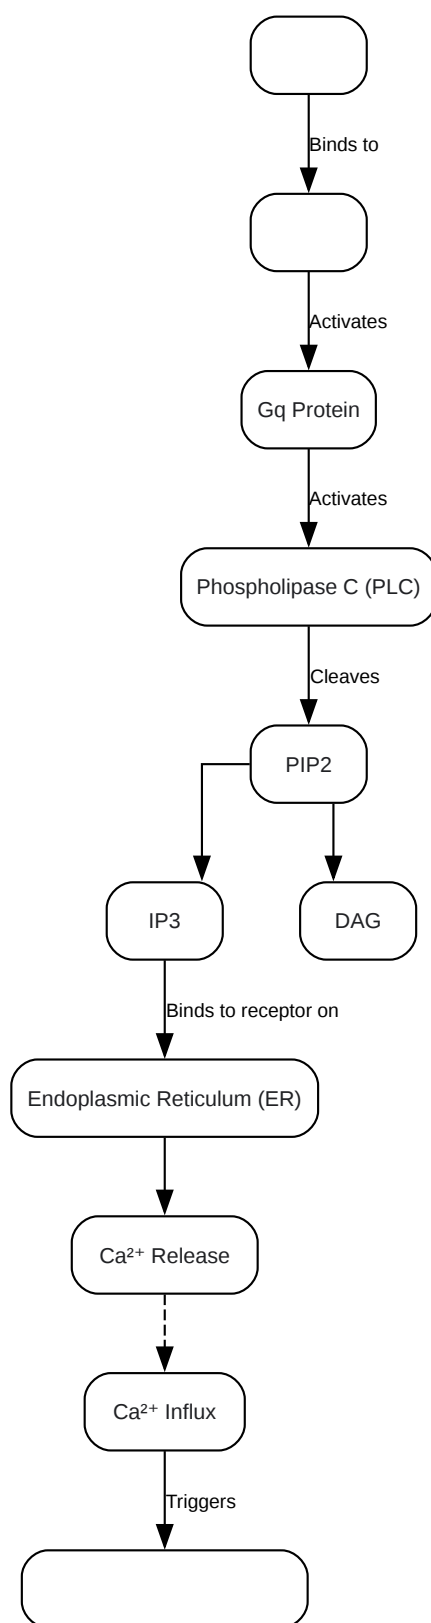 Binds to
Activates
Gq Protein
Activates
Phospholipase C (PLC)
Cleaves
PIP2
IP3
DAG
Binds to receptor on
Endoplasmic Reticulum (ER)
Ca²⁺ Release
Ca²⁺ Influx
Triggers